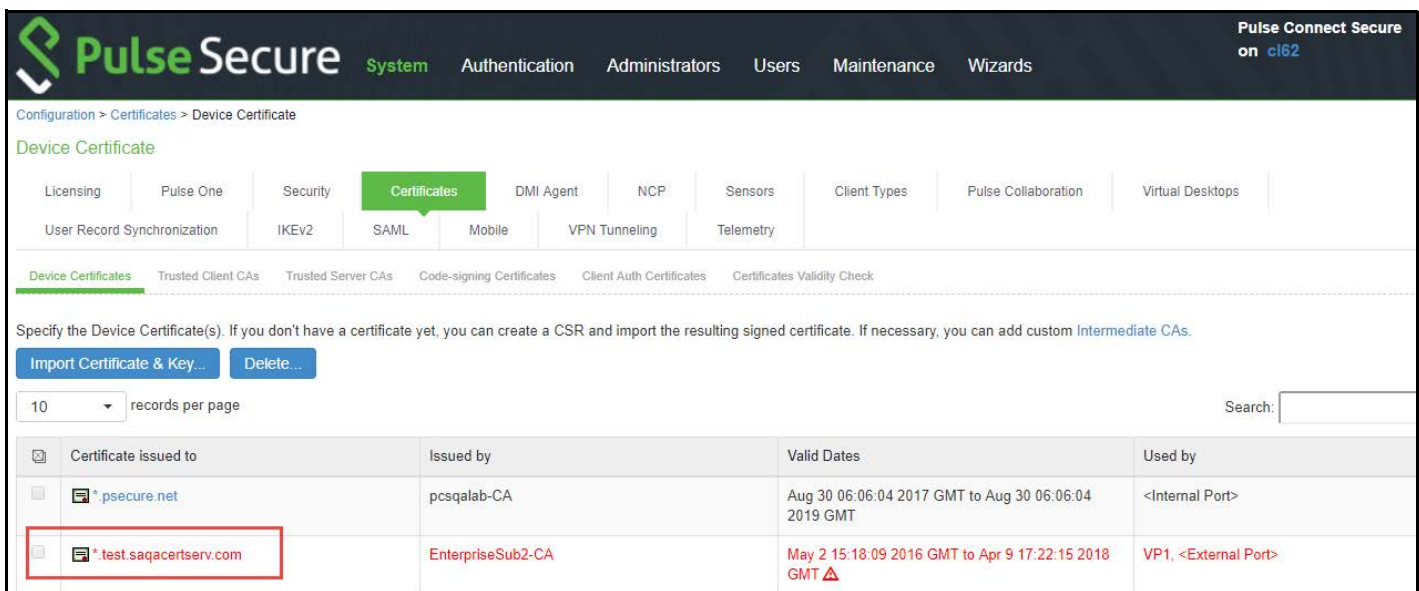 Pulse Secure
System Authentication Administrators Users Maintenance Wizards
Pulse Connect Secure
on cl62
Configuration > Certificates > Device Certificate
Device Certificate
Licensing Pulse One Security Certificates DMI Agent NCP Sensors Client Types Pulse Collaboration Virtual Desktops
User Record Synchronization IKEv2 SAML Mobile VPN Tunneling Telemetry
Device Certificates Trusted Client CAs Trusted Server CAs Code-signing Certificates Client Auth Certificates Certificates Validity Check
Specify the Device Certificate(s). If you don't have a certificate yet, you can create a CSR and import the resulting signed certificate. If necessary, you can add custom Intermediate CAs.
Import Certificate & Key... Delete...
10 records per page Search:
Certificate issued to Issued by Valid Dates Used by
*.psecure.net pcsqalab-CA Aug 30 06:06:04 2017 GMT to Aug 30 06:06:04 <Internal Port>
2019 GMT
*.test.saqacertserv.com EnterpriseSub2-CA May 2 15:18:09 2016 GMT to Apr 9 17:22:15 2018 VP1, <External Port>
GMT